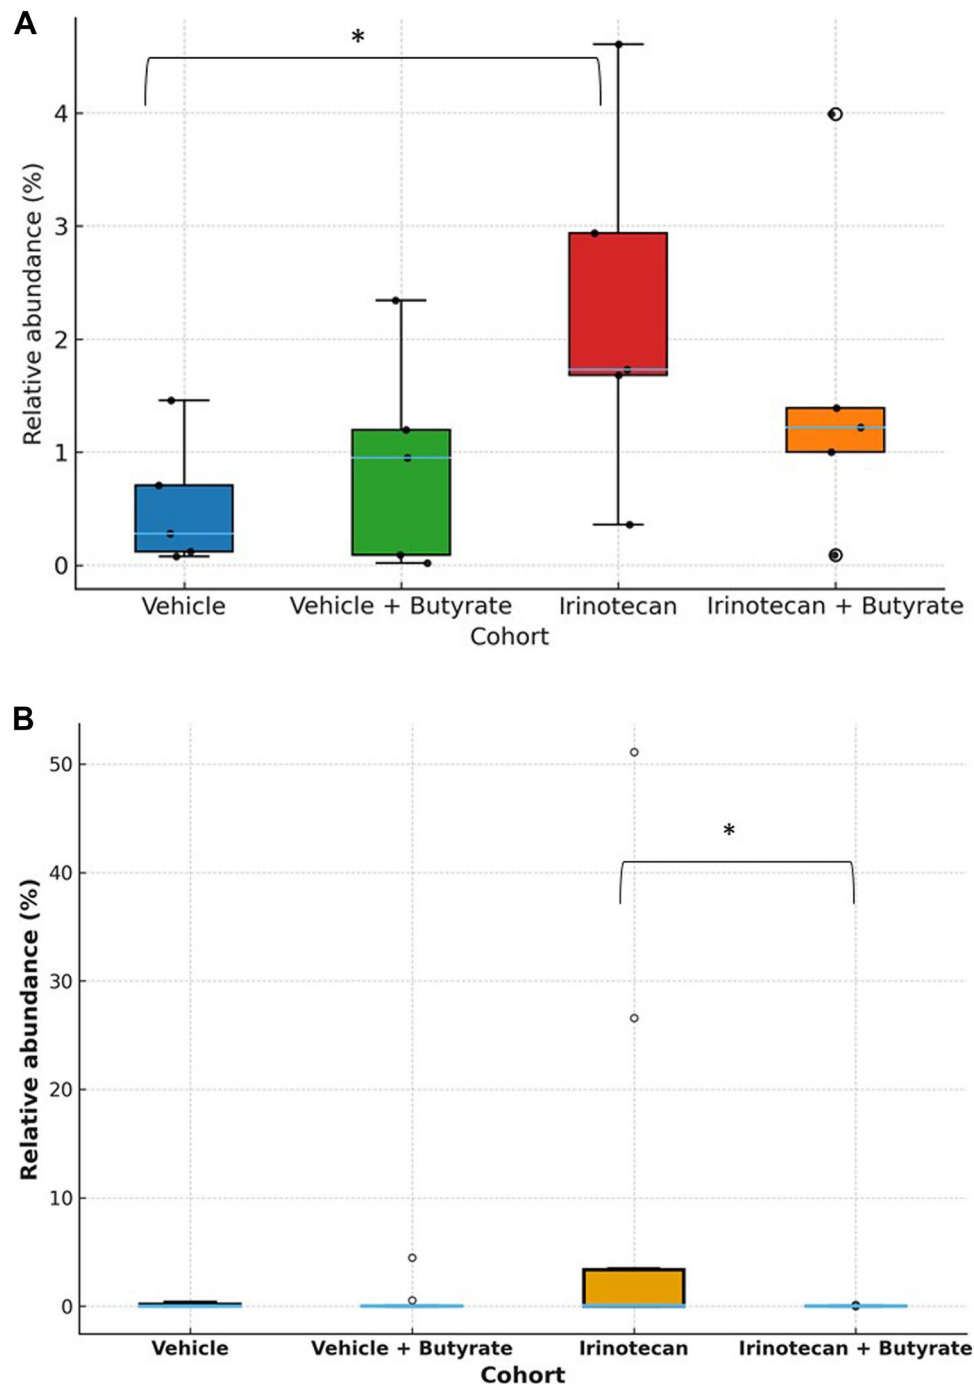 A
*
4
3
2
1
0
Relative abundance (%)
Vehicle Vehicle + Butyrate Irinotecan Irinotecan + Butyrate
Cohort
B
50
*
40
30
20
10
0
Relative abundance (%)
Vehicle Vehicle + Butyrate Irinotecan Irinotecan + Butyrate
Cohort